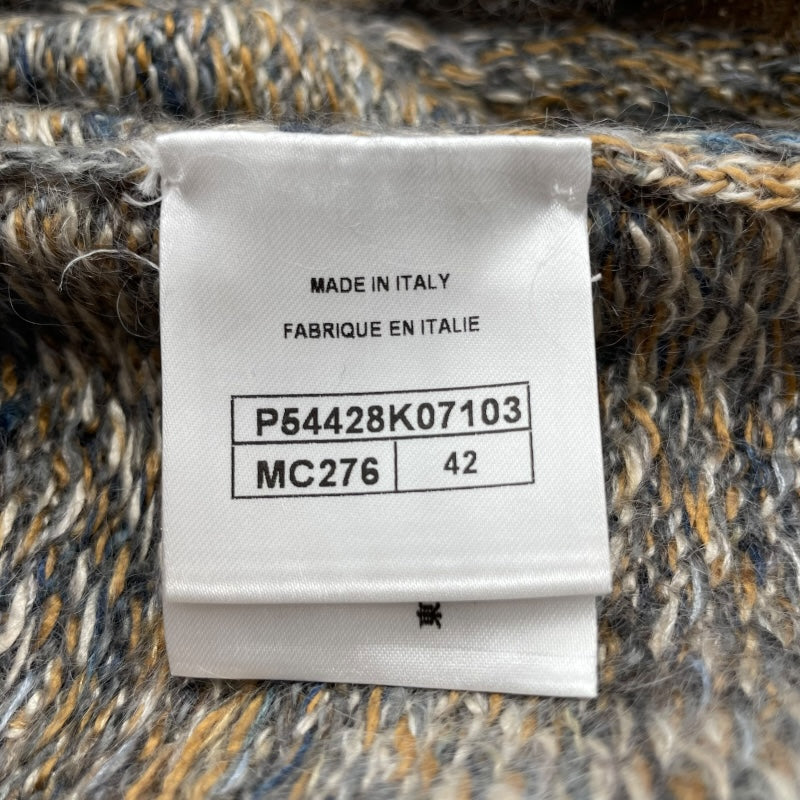 MADE IN ITALY
FABRIQUE EN ITALIE
P54428K07103
MC276 42